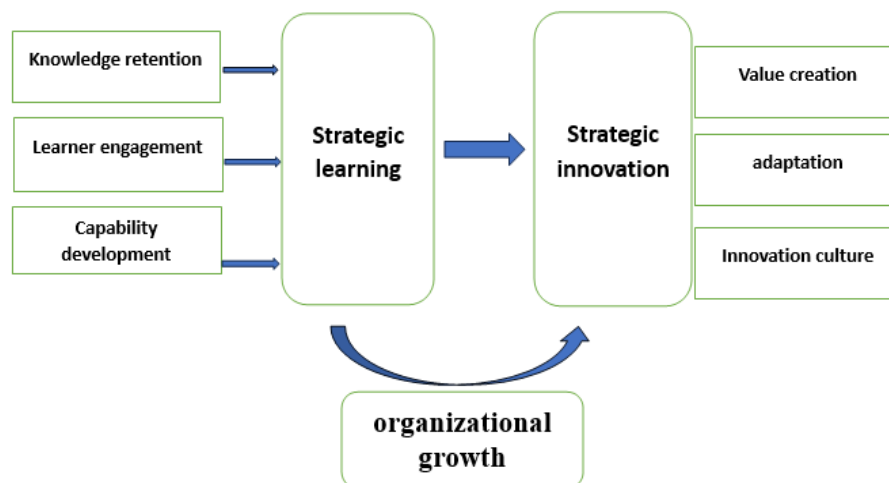 Knowledge retention
Learner engagement
Capability
development
Strategic
learning
Strategic
innovation
Value creation
adaptation
Innovation culture
organizational
growth